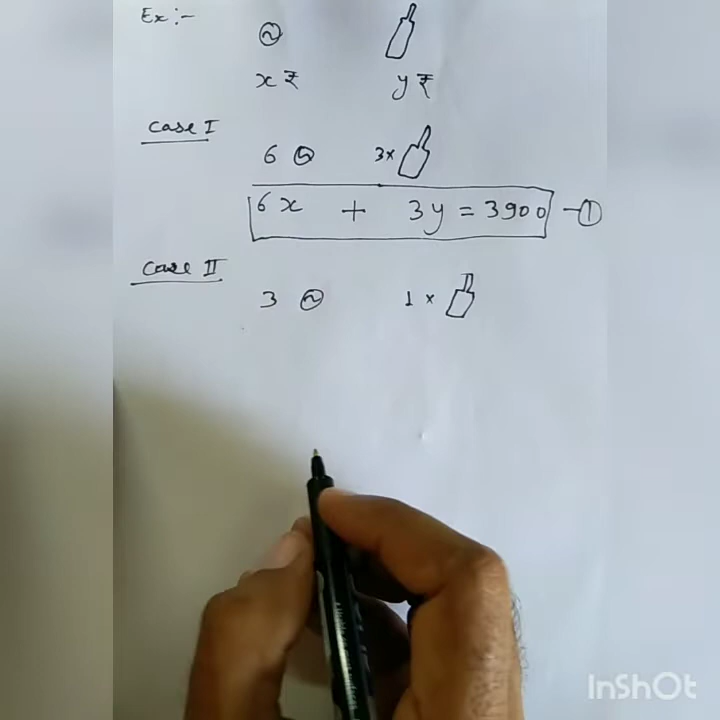 Ex:-
x ₹ y ₹
Case I
6 3×
6x + 3y = 3900 - ①
Case II
3 1 ×
InShOt